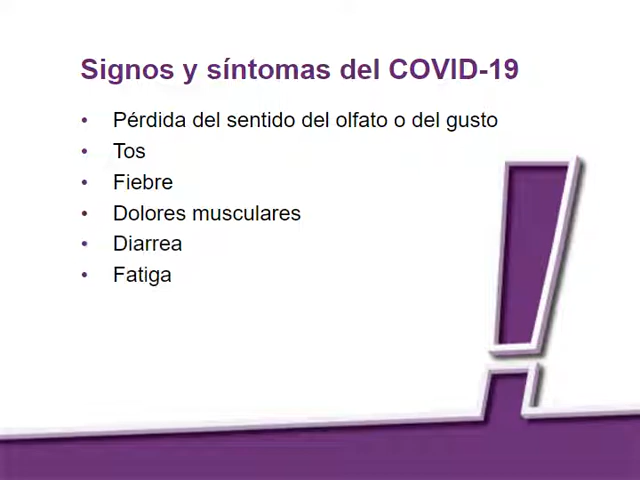 Signos y síntomas del COVID-19
• Pérdida del sentido del olfato o del gusto
• Tos
• Fiebre
• Dolores musculares
• Diarrea
• Fatiga